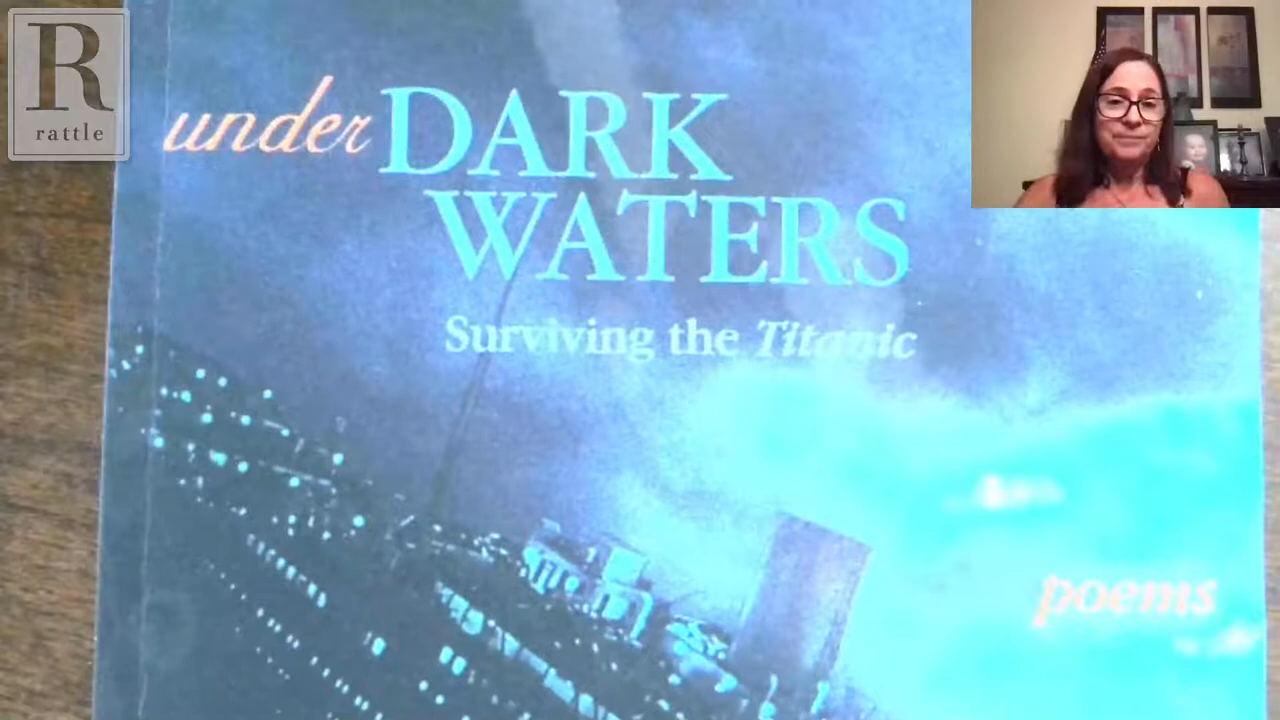 R
rattle
under DARK
WATERS
Surviving the Titanic
poems